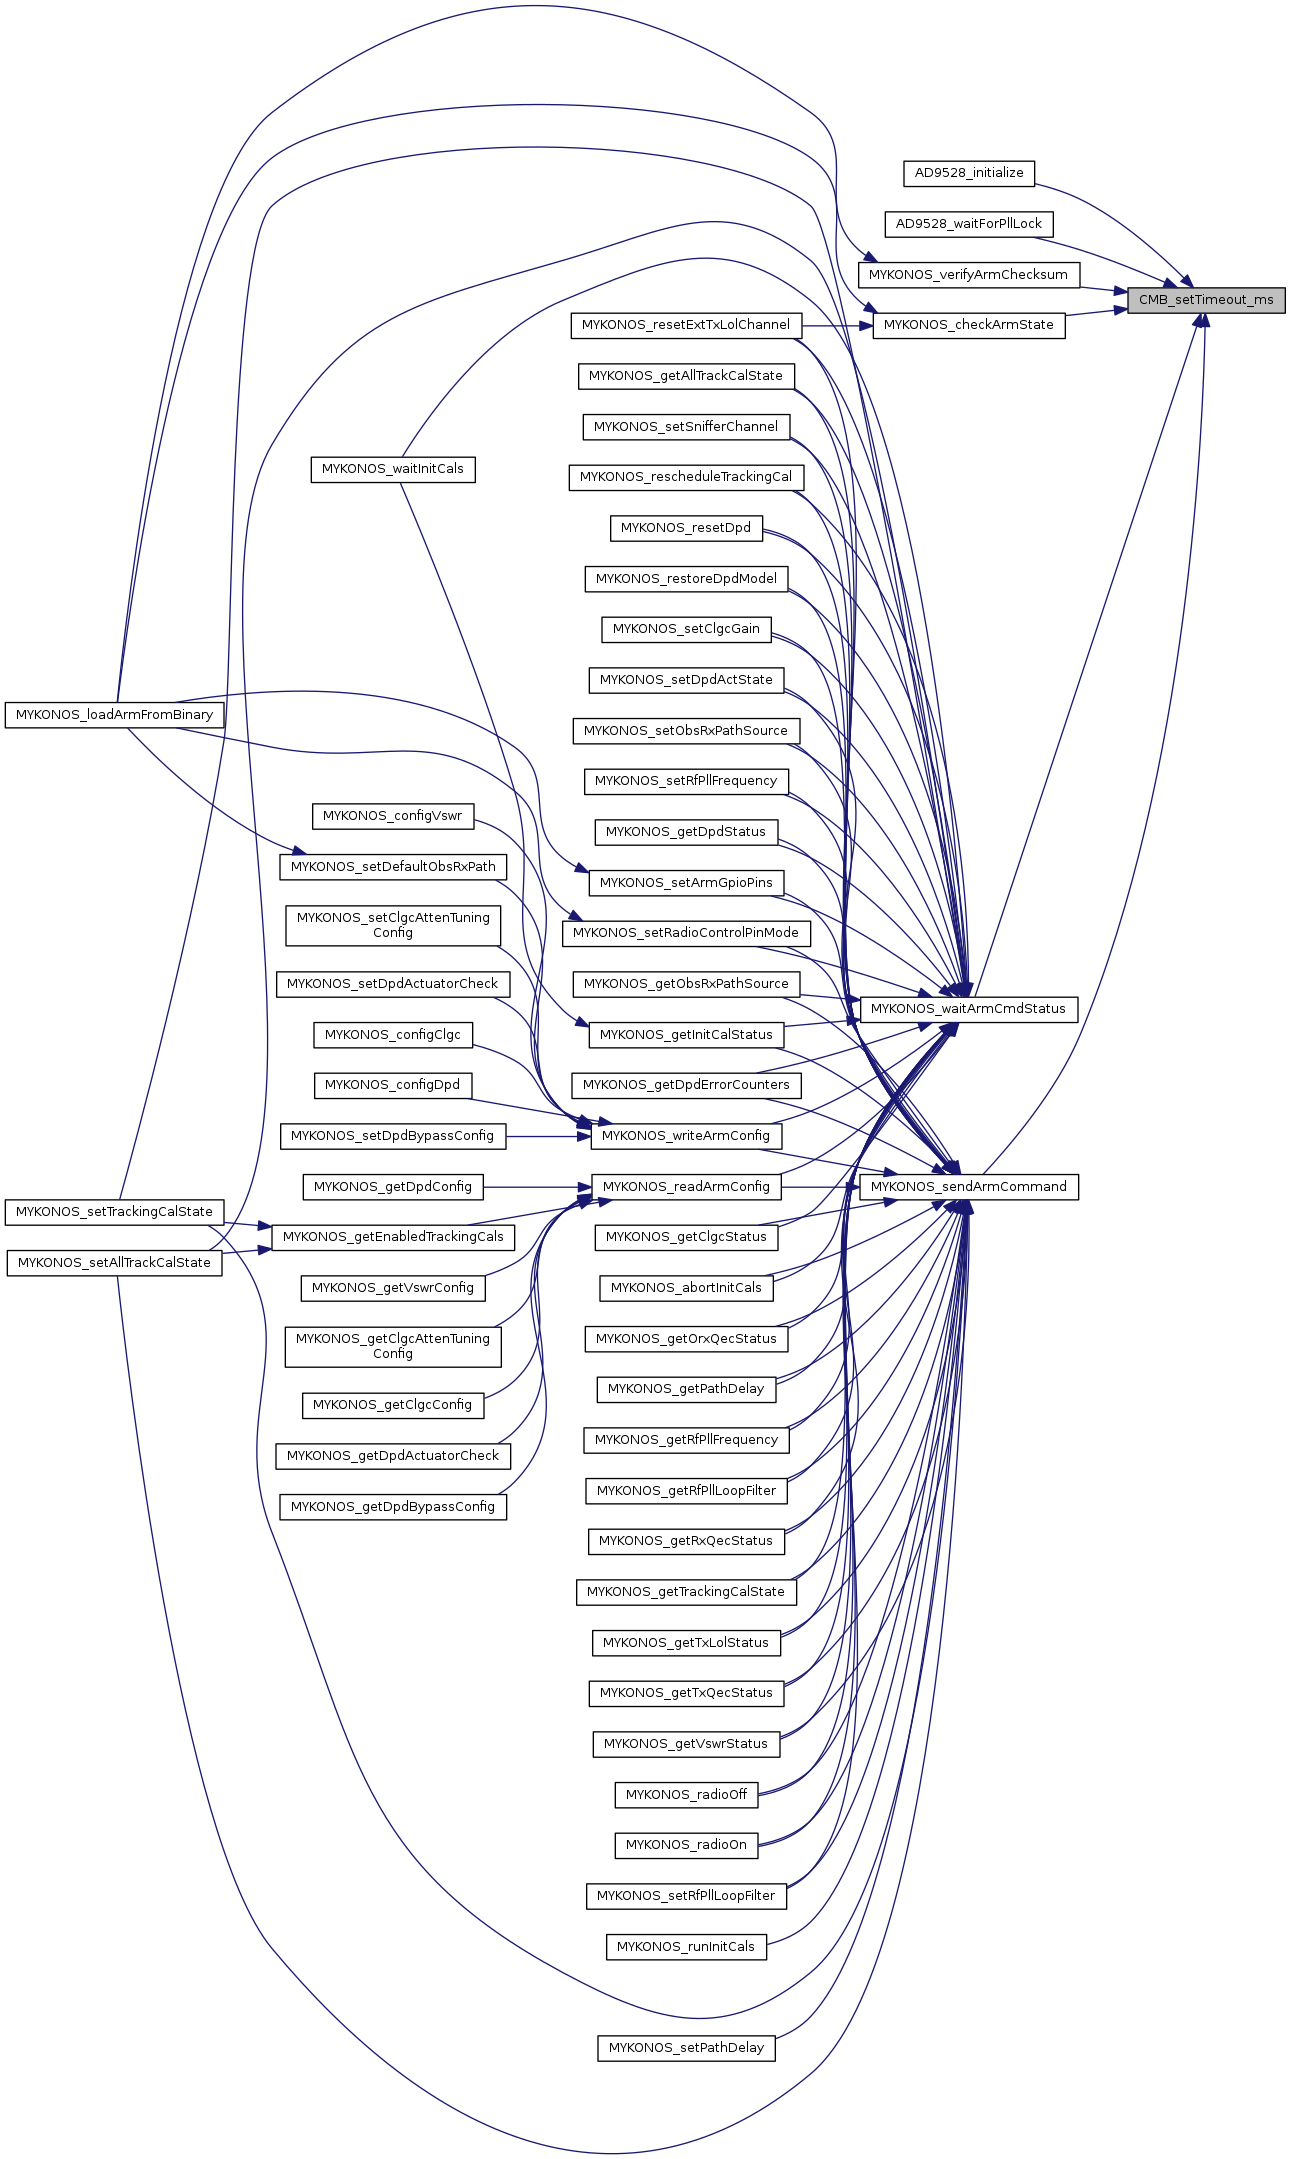 AD9528_initialize
AD9528_waitForPllLock
MYKONOS_verifyArmChecksum
CMB_setTimeout_ms
MYKONOS_resetExtTxLolChannel
MYKONOS_checkArmState
MYKONOS_getAllTrackCalState
MYKONOS_setSnifferChannel
MYKONOS_waitInitCals
MYKONOS_rescheduleTrackingCal
MYKONOS_resetDpd
MYKONOS_restoreDpdModel
MYKONOS_setClgcGain
MYKONOS_setDpdActState
MYKONOS_loadArmFromBinary
MYKONOS_setObsRxPathSource
MYKONOS_setRfPllFrequency
MYKONOS_configVswr
MYKONOS_getDpdStatus
MYKONOS_setDefaultObsRxPath
MYKONOS_setArmGpioPins
MYKONOS_setClgcAttenTuning
Config
MYKONOS_setRadioControlPinMode
MYKONOS_setDpdActuatorCheck
MYKONOS_getObsRxPathSource
MYKONOS_waitArmCmdStatus
MYKONOS_configClgc
MYKONOS_getInitCalStatus
MYKONOS_configDpd
MYKONOS_getDpdErrorCounters
MYKONOS_setDpdBypassConfig
MYKONOS_writeArmConfig
MYKONOS_getDpdConfig
MYKONOS_readArmConfig
MYKONOS_sendArmCommand
MYKONOS_setTrackingCalState
MYKONOS_getEnabledTrackingCals
MYKONOS_getClgcStatus
MYKONOS_setAllTrackCalState
MYKONOS_getVswrConfig
MYKONOS_abortInitCals
MYKONOS_getClgcAttenTuning
Config
MYKONOS_getOrxQecStatus
MYKONOS_getClgcConfig
MYKONOS_getPathDelay
MYKONOS_getDpdActuatorCheck
MYKONOS_getRfPllFrequency
MYKONOS_getDpdBypassConfig
MYKONOS_getRfPllLoopFilter
MYKONOS_getRxQecStatus
MYKONOS_getTrackingCalState
MYKONOS_getTxLolStatus
MYKONOS_getTxQecStatus
MYKONOS_getVswrStatus
MYKONOS_radioOff
MYKONOS_radioOn
MYKONOS_setRfPllLoopFilter
MYKONOS_runInitCals
MYKONOS_setPathDelay